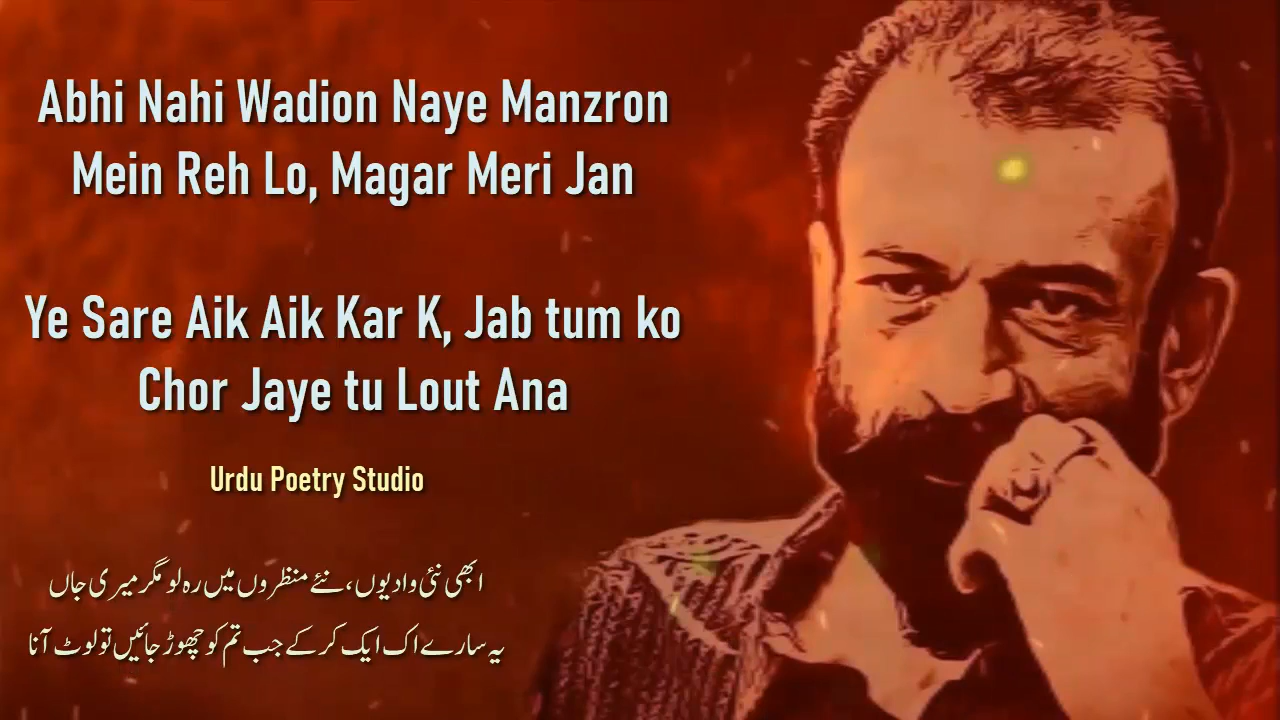 Abhi Nahi Wadion Naye Manzron
Mein Reh Lo, Magar Meri Jan
Ye Sare Aik Aik Kar K, Jab tum ko
Chor Jaye tu Lout Ana
Urdu Poetry Studio
ابھی نئی وادیوں، نئے منظروں میں رہ لو مگر میری جاں
یہ سارے اک ایک کر کے جب تم کو چھوڑ جائیں تو لوٹ آنا